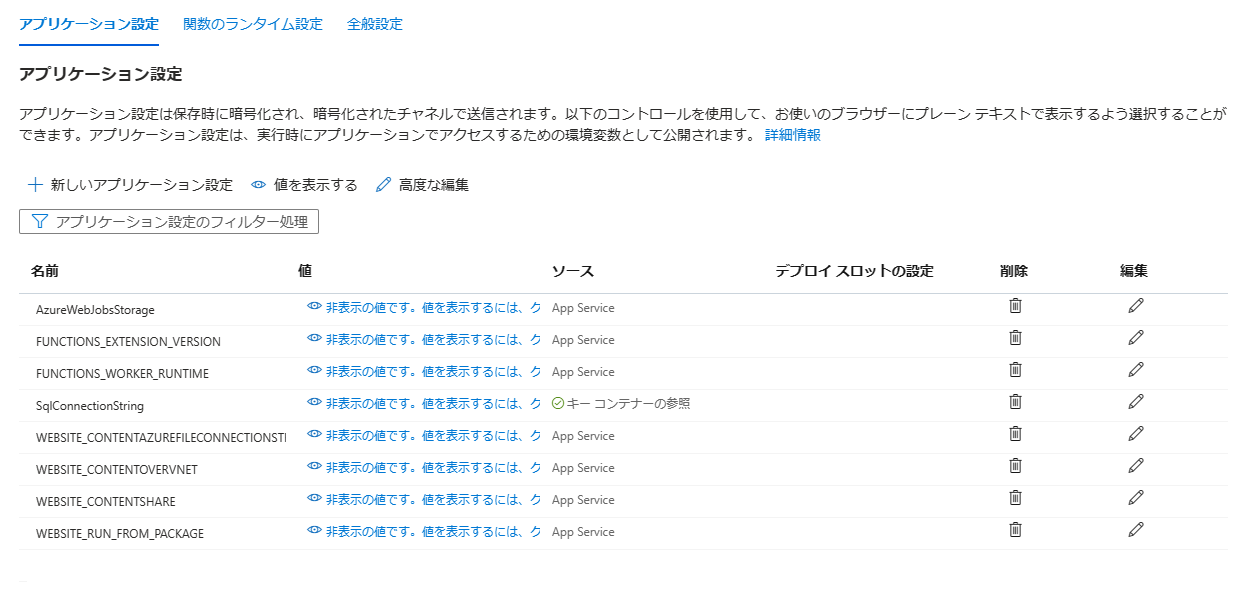 アプリケーション設定 関数のランタイム設定 全般設定
アプリケーション設定
アプリケーション設定は保存時に暗号化され、暗号化されたチャネルで送信されます。以下のコントロールを使用して、お使いのブラウザーにプレーン テキストで表示するよう選択することが
できます。アプリケーション設定は、実行時にアプリケーションでアクセスするための環境変数として公開されます。 詳細情報
新しいアプリケーション設定 値を表示する 高度な編集
アプリケーション設定のフィルター処理
名前 値 ソース デプロイ スロットの設定 削除 編集
AzureWebJobsStorage 非表示の値です。値を表示するには、ク App Service
FUNCTIONS_EXTENSION_VERSION 非表示の値です。値を表示するには、ク App Service
FUNCTIONS_WORKER_RUNTIME 非表示の値です。値を表示するには、ク App Service
SqlConnectionString 非表示の値です。値を表示するには、ク キー コンテナーの参照
WEBSITE_CONTENTAZUREFILECONNECTIONSTI 非表示の値です。値を表示するには、ク App Service
WEBSITE_CONTENTOVERVNET 非表示の値です。値を表示するには、ク App Service
WEBSITE_CONTENTSHARE 非表示の値です。値を表示するには、ク App Service
WEBSITE_RUN_FROM_PACKAGE 非表示の値です。値を表示するには、ク App Service